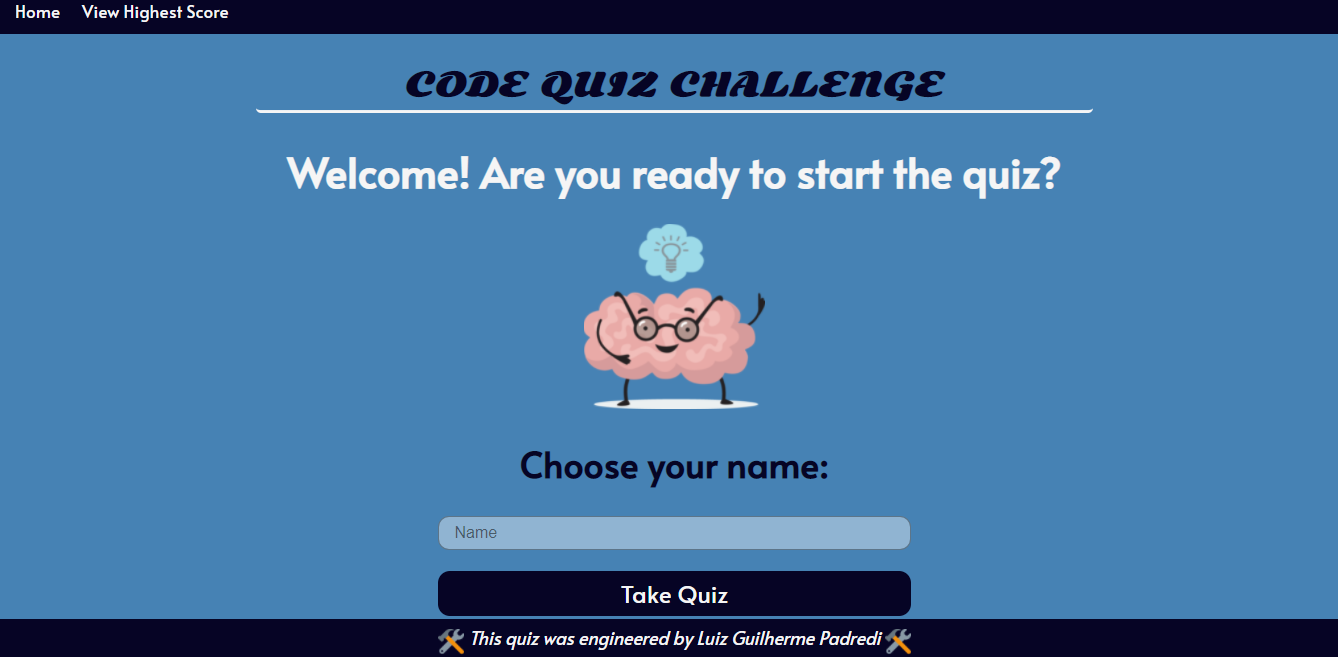 Home View Highest Score
CODE QUIZ CHALLENGE
Welcome! Are you ready to start the quiz?
Choose your name:
Name
Take Quiz
This quiz was engineered by Luiz Guilherme Padredi